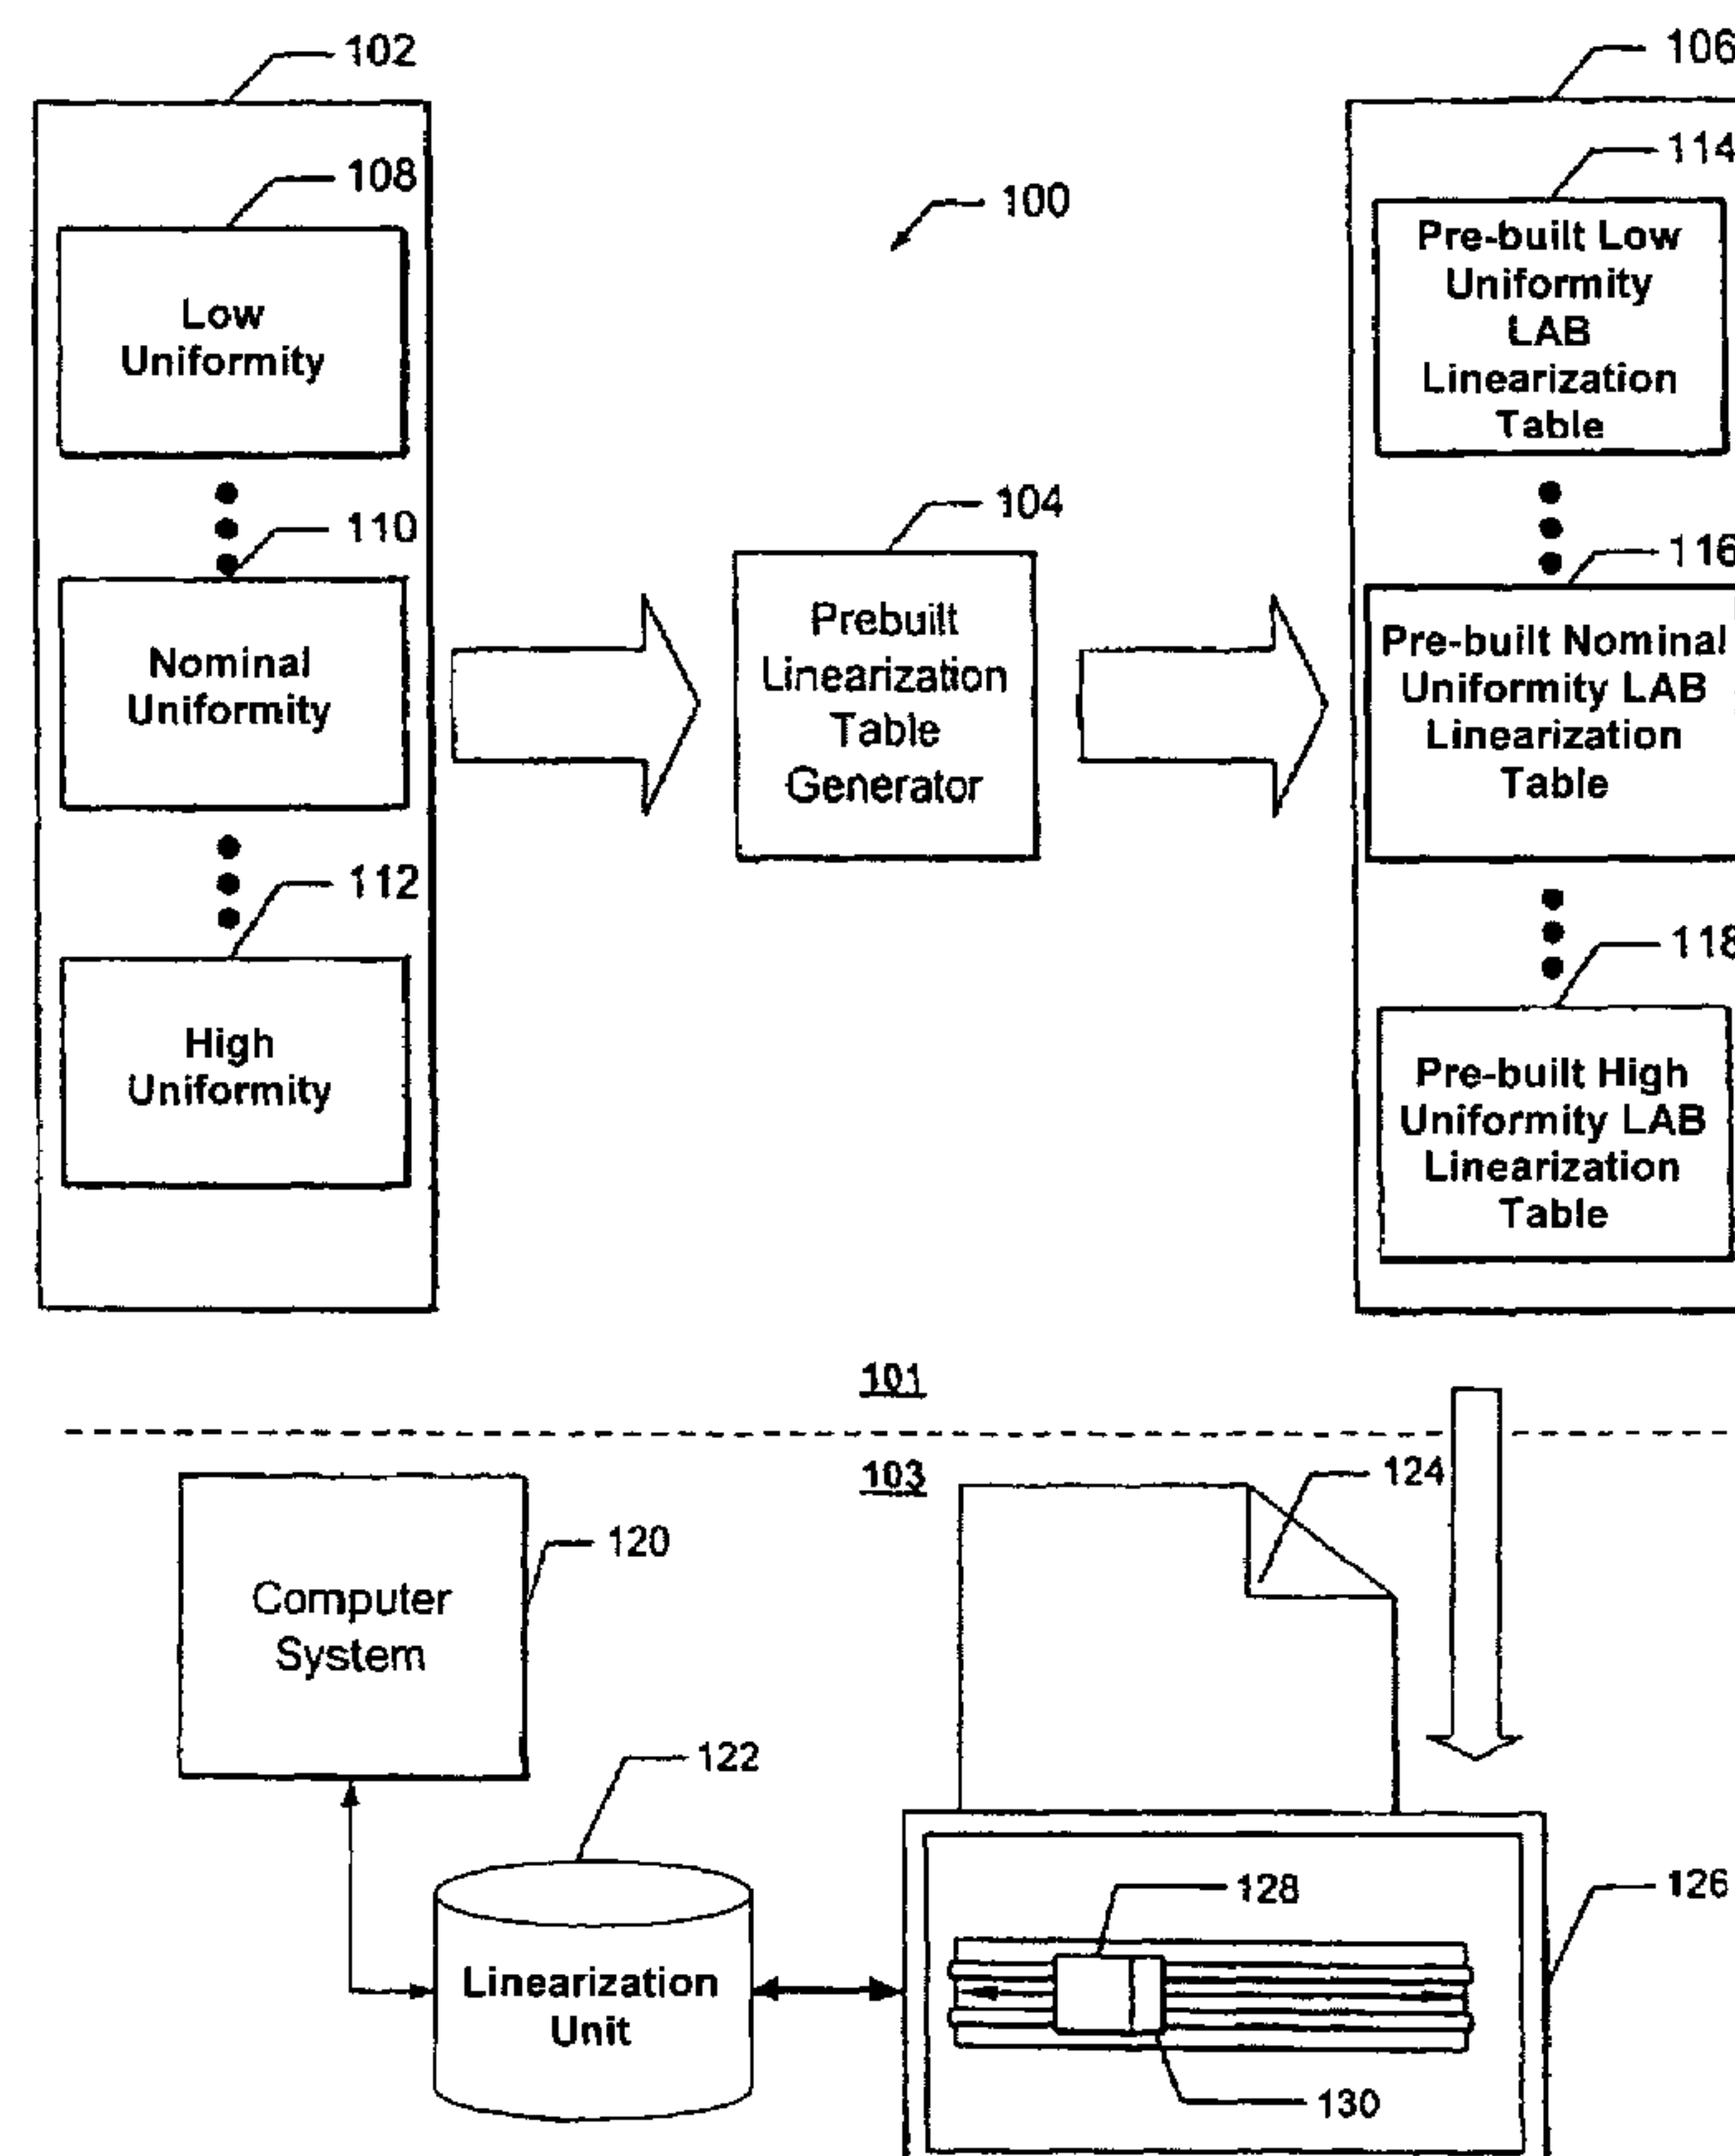 102
106
108
114
100
Low
Uniformity
Pre-built Low
Uniformity
LAB
Linearization
Table
110
104
116
Nominal
Uniformity
Prebuilt
Linearization
Table
Generator
Pre-built Nominal
Uniformity LAB
Linearization
Table
112
118
High
Uniformity
Pre-built High
Uniformity LAB
Linearization
Table
101
103
124
120
Computer
System
122
128
126
Linearization
Unit
130